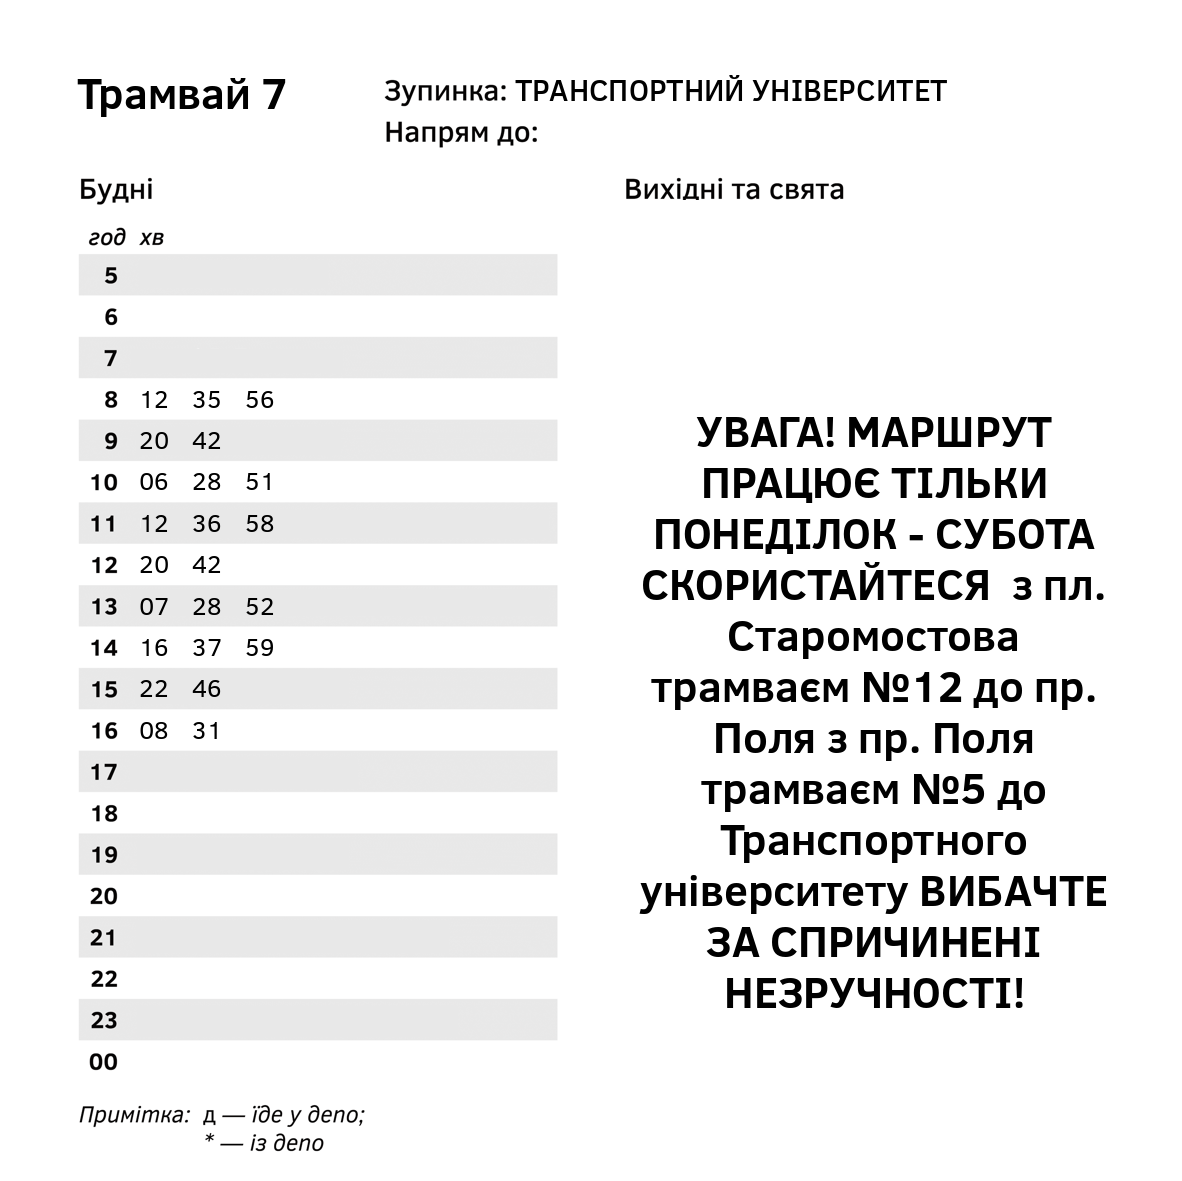 Трамвай 7
Зупинка: ТРАНСПОРТНИЙ УНІВЕРСИТЕТ
Напрям до:
Будні
год хв
5
6
7
8 12 35 56
9 20 42
10 06 28 51
11 12 36 58
12 20 42
13 07 28 52
14 16 37 59
15 22 46
16 08 31
17
18
19
20
21
22
23
00
Вихідні та свята
УВАГА! МАРШРУТ
ПРАЦЮЄ ТІЛЬКИ
ПОНЕДІЛОК - СУБОТА
СКОРИСТАЙТЕСЯ з пл.
Старомостова
трамваєм №12 до пр.
Поля з пр. Поля
трамваєм №5 до
Транспортного
університету ВИБАЧТЕ
ЗА СПРИЧИНЕНІ
НЕЗРУЧНОСТІ!
Примітка: д — їде у депо;
* — із депо